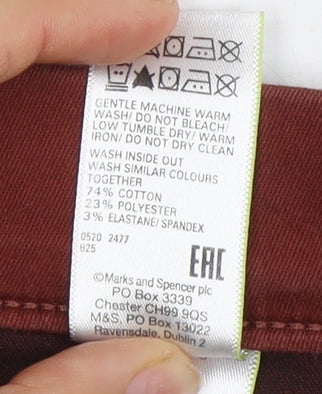 GENTLE MACHINE WARM
WASH/ DO NOT BLEACH/
LOW TUMBLE DRY/ WARM
IRON/ DO NOT DRY CLEAN
WASH INSIDE OUT
WASH SIMILAR COLOURS
TOGETHER
74% COTTON
23% POLYESTER
3% ELASTANE/SPANDEX
0520 2477
825
EAC
©Marks and Spencer plc
PO Box 3339
Chester CH99 9QS
M&S, PO Box 13022
Ravensdale, Dublin 2